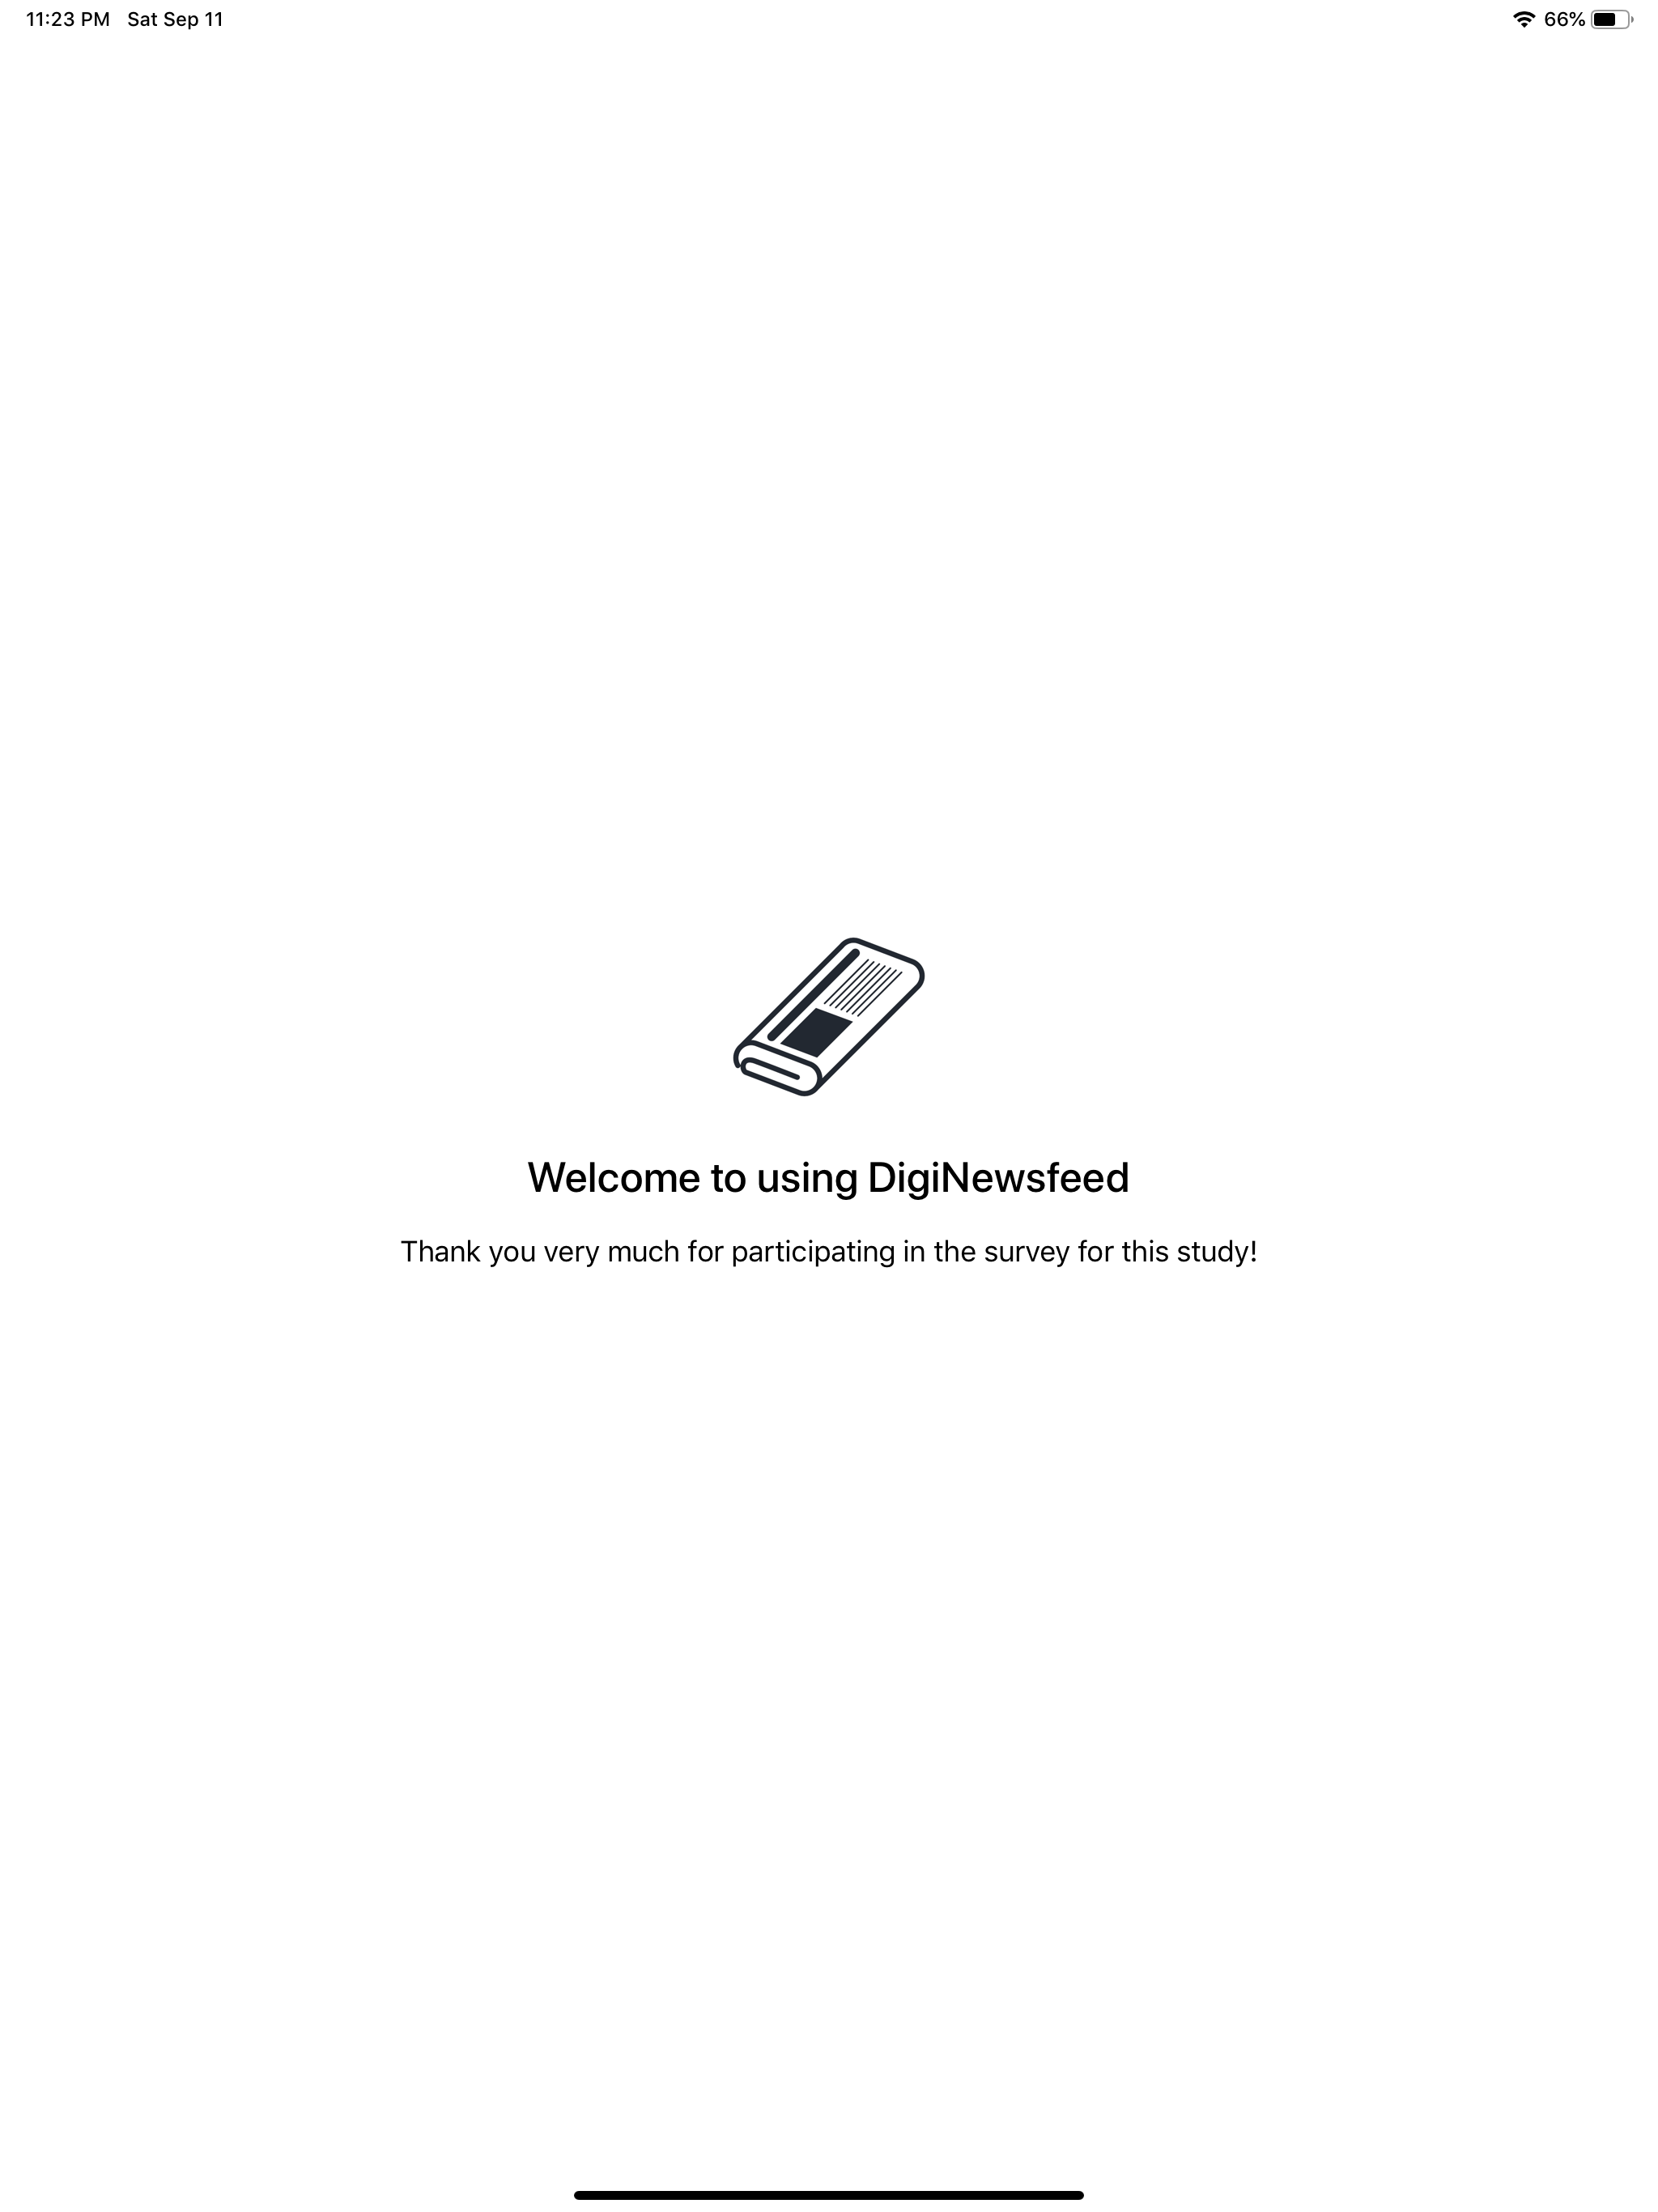 11:23 PM Sat Sep 11 66%
Welcome to using DigiNewsfeed
Thank you very much for participating in the survey for this study!